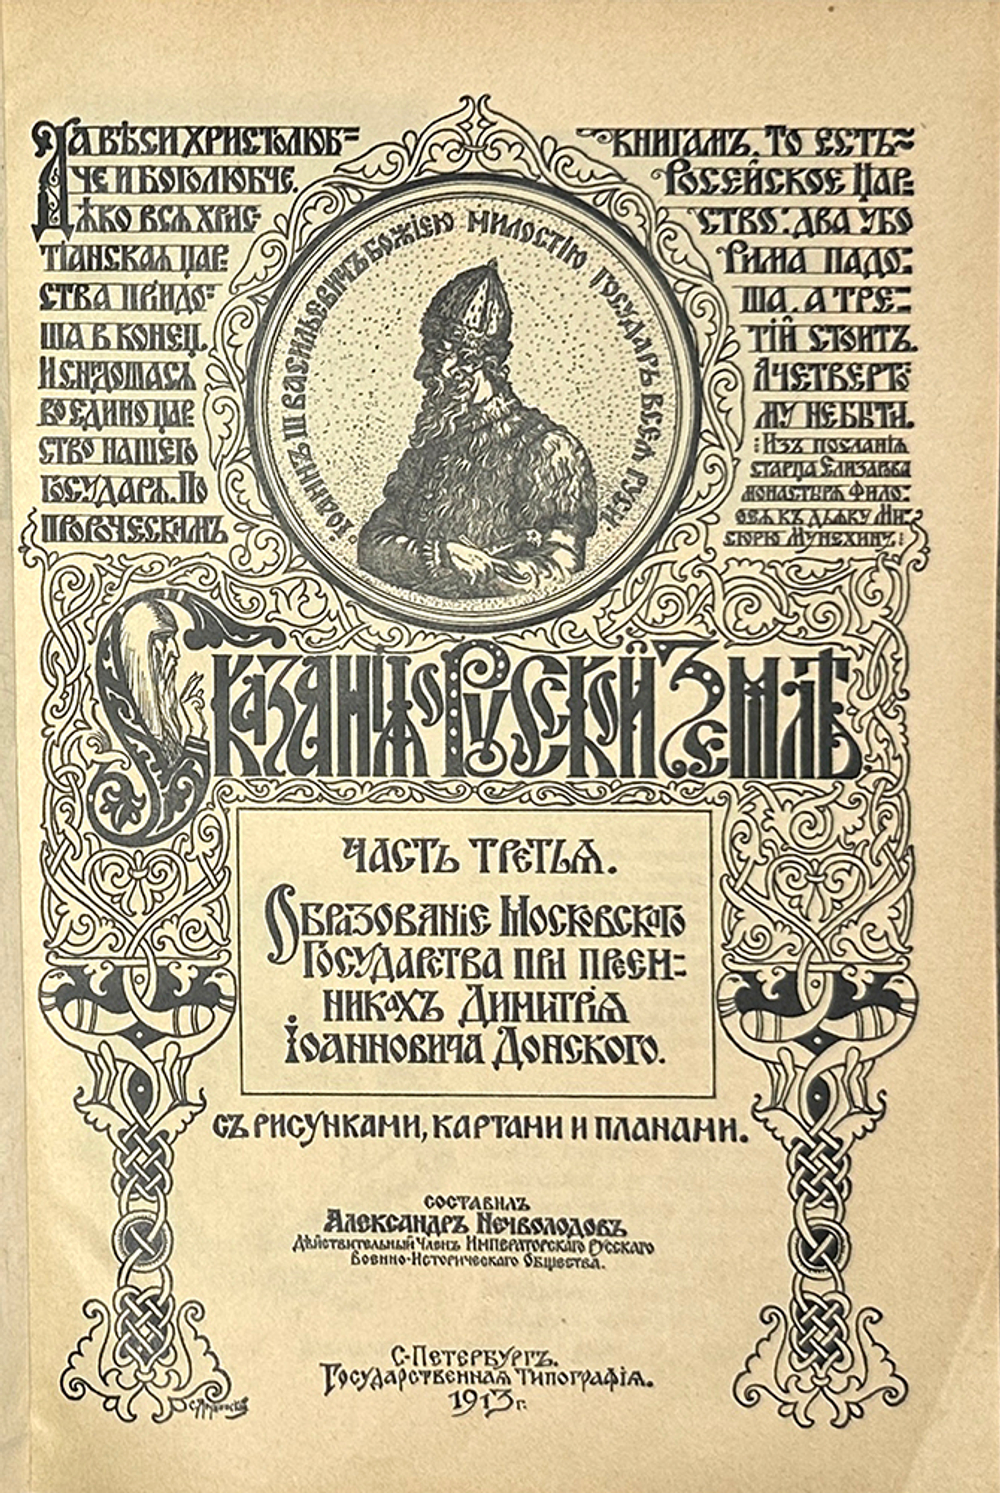 Да вѣси христолюб=
че и боголюбче.
Яко вся хрис=
тіанская цар=
ства пріидо=
ша в конец.
И снидошася
во едино цар
ство нашего
государя. По
пророческимъ
книгамъ. То есть
Росейское цар=
ство: два убо
Рима падо=
ша. а тре=
тій стоитъ.
А четверто
му не быти.
Изъ посланія
старца Елизарова
монастыря Фило=
ѳея къ дьяку Ми=
сюрю Мунехину:
Іоаннъ III Васильевичъ Божіею милостію государь всея Руси
Сказанія о Русской Землѣ
Часть третья.
Образованіе Московскаго
Государства при преем=
никахъ Димитрія
Іоанновича Донского.
съ рисунками, картами и планами.
составилъ
Александръ Нечволодовъ
Дѣйствительный Членъ Императорскаго Русскаго
Военно-Историческаго Общества.
С-Петербургъ.
Государственная Типографія.
1913 г.